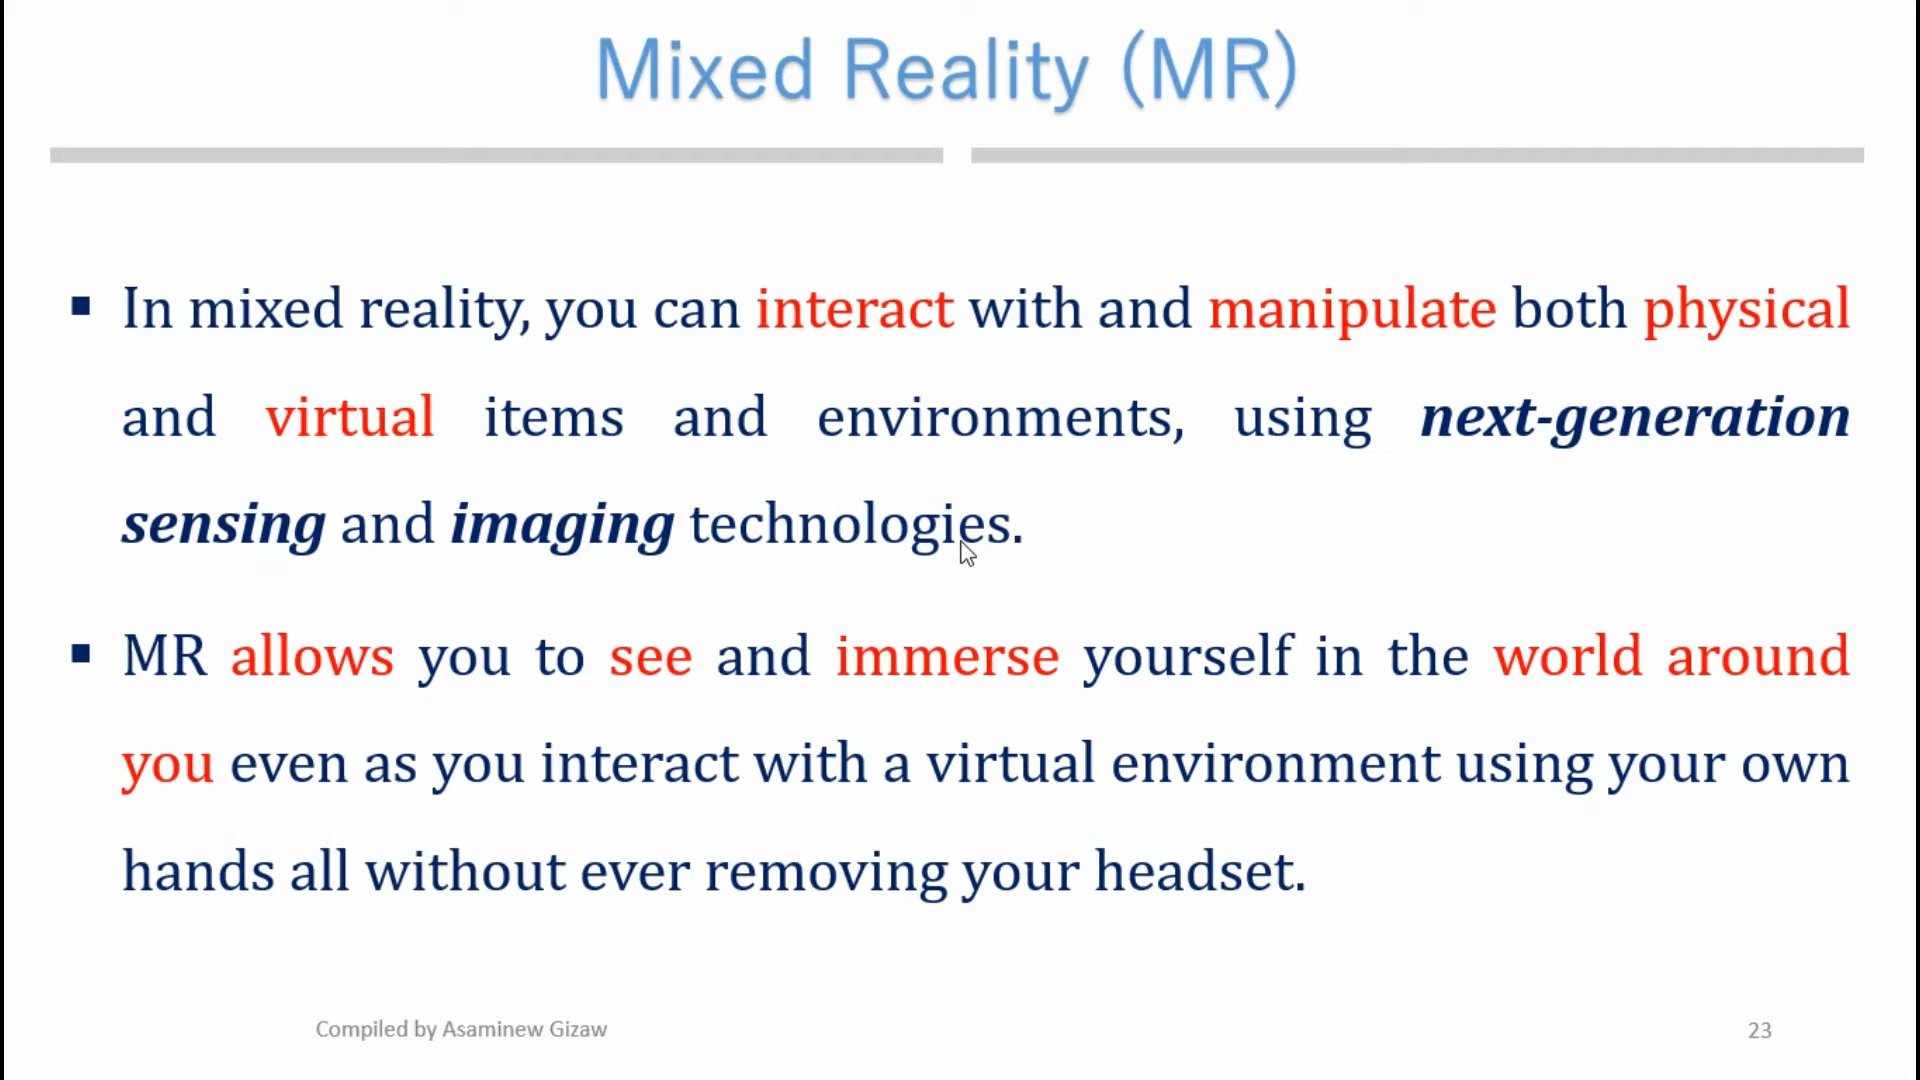 Mixed Reality (MR)
▪ In mixed reality, you can interact with and manipulate both physical
and virtual items and environments, using next-generation
sensing and imaging technologies.
▪ MR allows you to see and immerse yourself in the world around
you even as you interact with a virtual environment using your own
hands all without ever removing your headset.
Compiled by Asaminew Gizaw
23